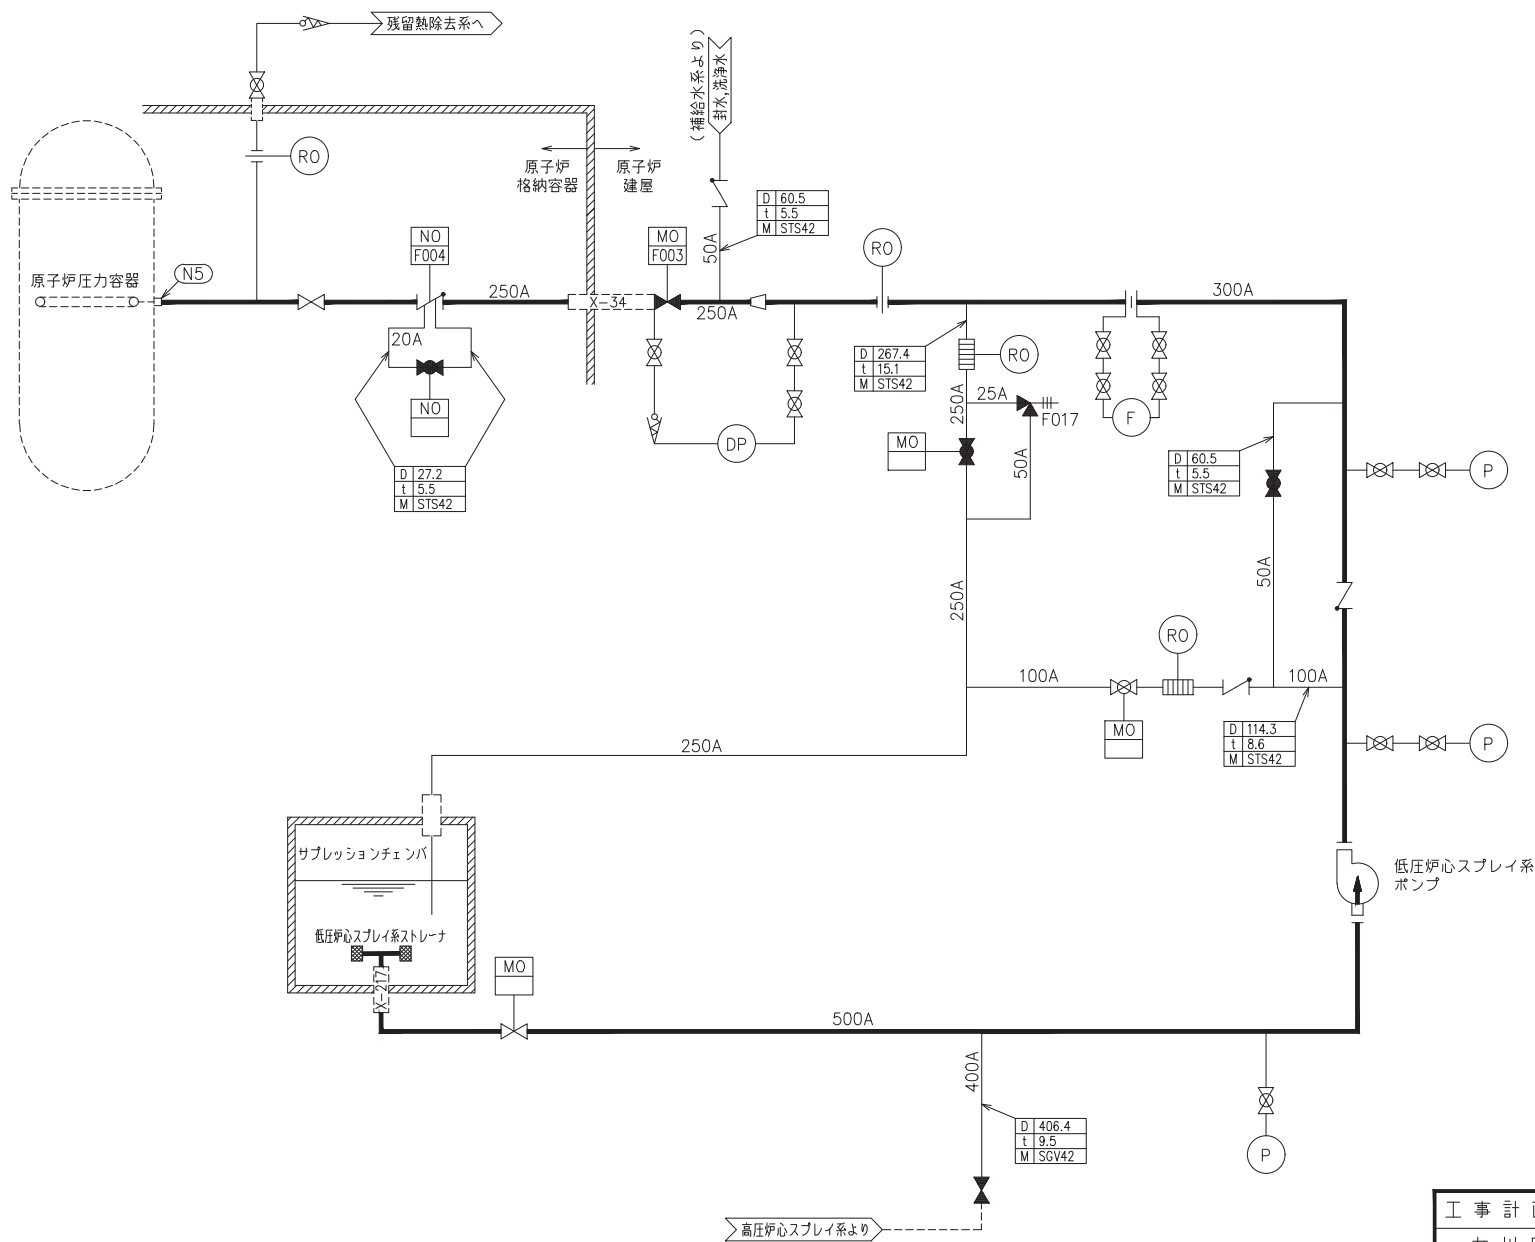 残留熱除去系へ
(補給水系より)
封水,洗浄水
RO
原子炉
格納容器
原子炉
建屋
D 60.5
t 5.5
M STS42
50A
NO
F004
MO
F003
RO
原子炉圧力容器
N5
250A
X-34
250A
300A
20A
NO
D 27.2
t 5.5
M STS42
DP
D 267.4
t 15.1
M STS42
RO
250A
25A
F017
MO
50A
F
D 60.5
t 5.5
M STS42
P
250A
50A
RO
100A
100A
MO
D 114.3
t 8.6
M STS42
P
250A
サプレッションチェンバ
低圧炉心スプレイ系
ポンプ
低圧炉心スプレイ系ストレーナ
X-217
MO
500A
400A
D 406.4
t 9.5
M SGV42
P
高圧炉心スプレイ系より
工事計